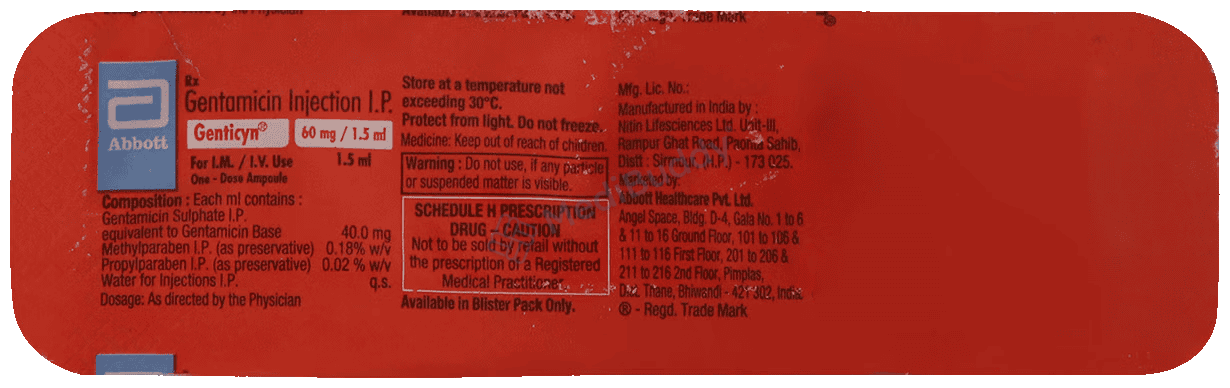 Trade Mark
®
Abbott
Rx
Gentamicin Injection I.P.
Genticyn® 60 mg / 1.5 ml
For I.M. / I.V. Use 1.5 ml
One - Dose Ampoule
Composition : Each ml contains :
Gentamicin Sulphate I.P.
equivalent to Gentamicin Base 40.0 mg
Methylparaben I.P. (as preservative) 0.18% w/v
Propylparaben I.P. (as preservative) 0.02 % w/v
Water for Injections I.P. q.s.
Dosage: As directed by the Physician
Store at a temperature not
exceeding 30°C.
Protect from light. Do not freeze.
Medicine: Keep out of reach of children.
Warning : Do not use, if any particle
or suspended matter is visible.
SCHEDULE H PRESCRIPTION
DRUG - CAUTION
Not to be sold by retail without
the prescription of a Registered
Medical Practitioner.
Available in Blister Pack Only.
Mfg. Lic. No.:
Manufactured in India by :
Nitin Lifesciences Ltd. Unit-III,
Rampur Ghat Road, Paonta Sahib,
Distt : Sirmour, (H.P.) - 173 025.
Marketed by:
Abbott Healthcare Pvt. Ltd.
Angel Space, Bldg. D-4, Gala No. 1 to 6
& 11 to 16 Ground Floor, 101 to 106 &
111 to 116 First Floor, 201 to 206 &
211 to 216 2nd Floor, Pimplas,
Dist. Thane, Bhiwandi - 421 302, India
® - Regd. Trade Mark